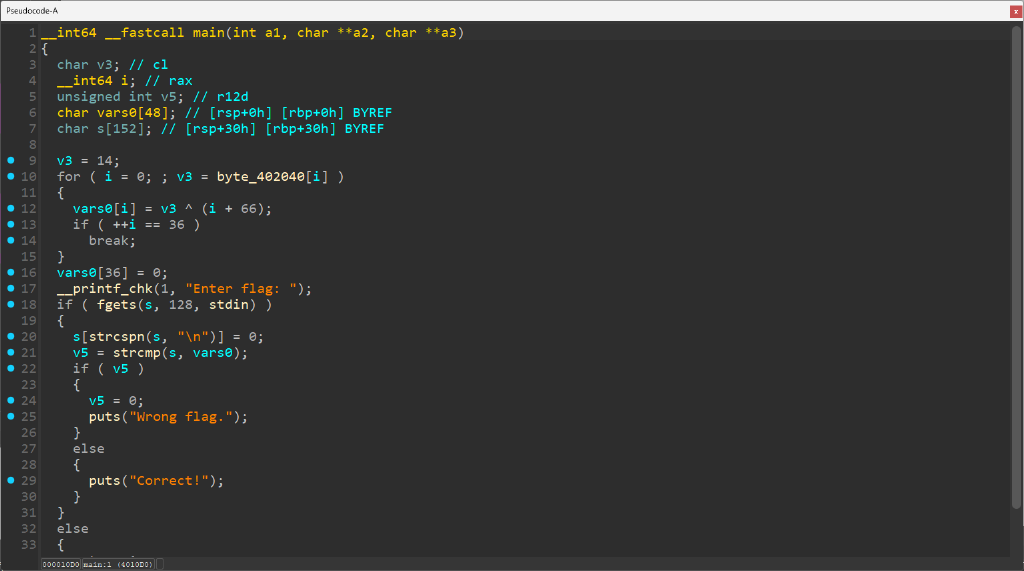 Pseudocode-A
x
1 __int64 __fastcall main(int a1, char **a2, char **a3)
2 {
3   char v3; // cl
4   __int64 i; // rax
5   unsigned int v5; // r12d
6   char vars0[48]; // [rsp+0h] [rbp+0h] BYREF
7   char s[152]; // [rsp+30h] [rbp+30h] BYREF
8
9   v3 = 14;
10   for ( i = 0; ; v3 = byte_402040[i] )
11   {
12     vars0[i] = v3 ^ (i + 66);
13     if ( ++i == 36 )
14       break;
15   }
16   vars0[36] = 0;
17   __printf_chk(1, "Enter flag: ");
18   if ( fgets(s, 128, stdin) )
19   {
20     s[strcspn(s, "\n")] = 0;
21     v5 = strcmp(s, vars0);
22     if ( v5 )
23     {
24       v5 = 0;
25       puts("Wrong flag.");
26     }
27     else
28     {
29       puts("Correct!");
30     }
31   }
32   else
33   {
000010D0 main:1 (4010D0)